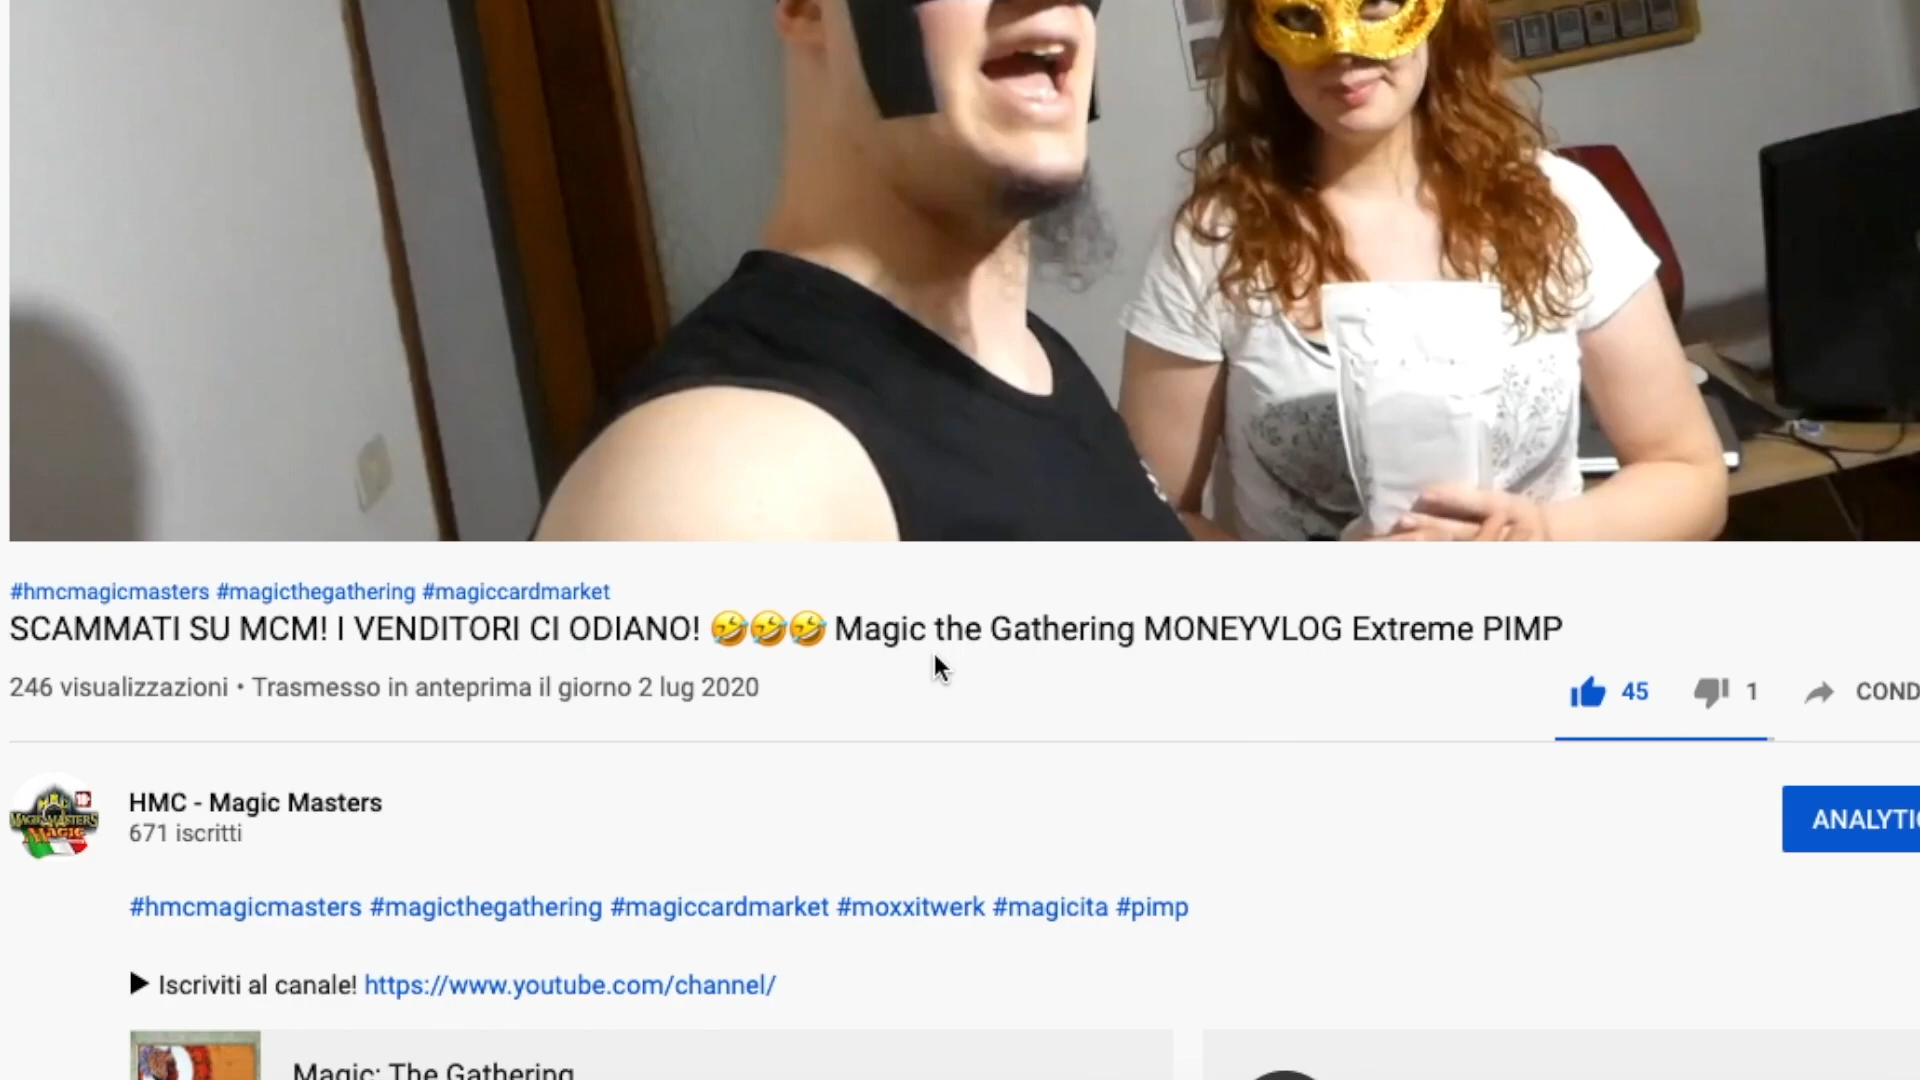 #hmcmagicmasters #magicthegathering #magiccardmarket
SCAMMATI SU MCM! I VENDITORI CI ODIANO! 🤣🤣🤣 Magic the Gathering MONEYVLOG Extreme PIMP
246 visualizzazioni • Trasmesso in anteprima il giorno 2 lug 2020
45
1
COND
HMC - Magic Masters
671 iscritti
ANALYTI
#hmcmagicmasters #magicthegathering #magiccardmarket #moxxitwerk #magicita #pimp
▶ Iscriviti al canale! https://www.youtube.com/channel/
Magic: The Gathering